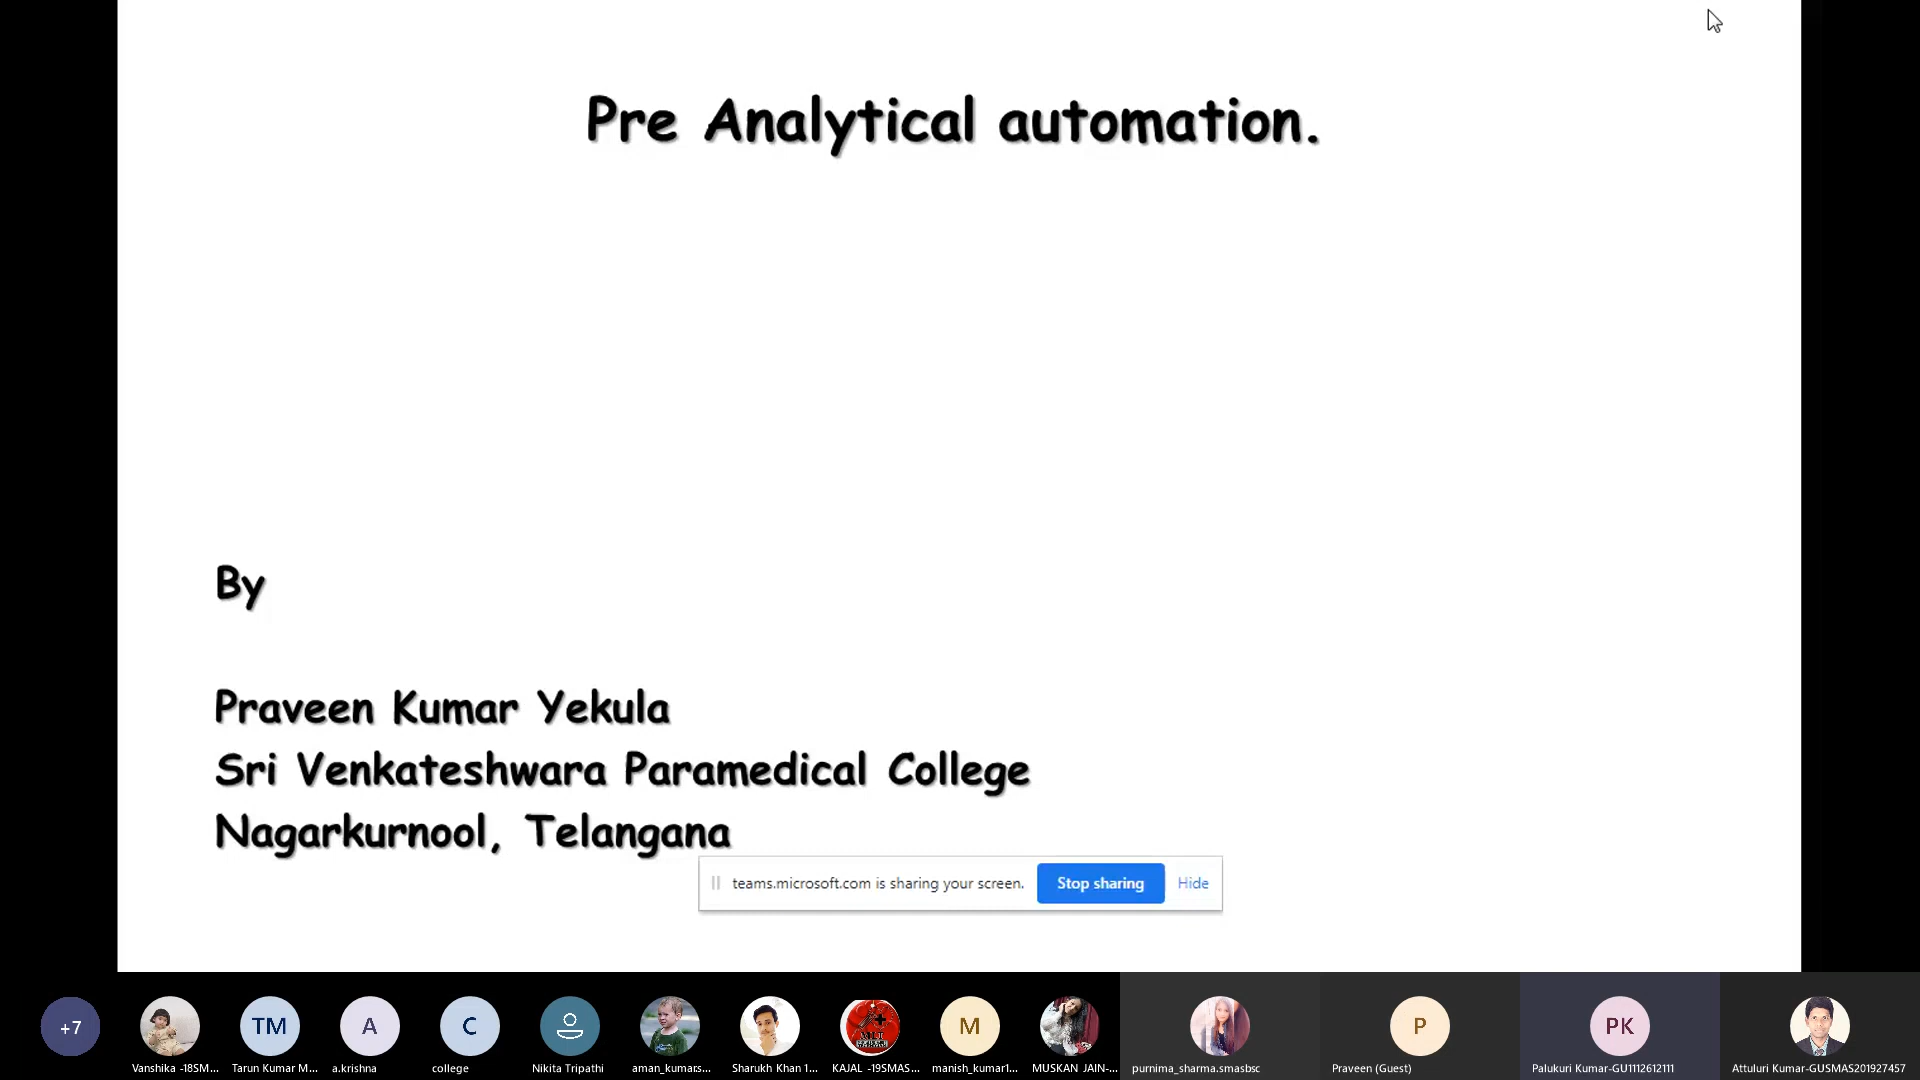 Pre Analytical automation.
By
Praveen Kumar Yekula
Sri Venkateshwara Paramedical College
Nagarkurnool, Telangana
teams.microsoft.com is sharing your screen. Stop sharing Hide
+7 TM A C M P PK
Vanshika -18SM... Tarun Kumar M... a.krishna college Nikita Tripathi aman_kumar.s... Sharukh Khan 1... KAJAL -19SMAS... manish_kumar1... MUSKAN JAIN-... purnima_sharma.smasbsc Praveen (Guest) Palukuri Kumar-GU1112612111 Attuluri Kumar-GUSMAS201927457